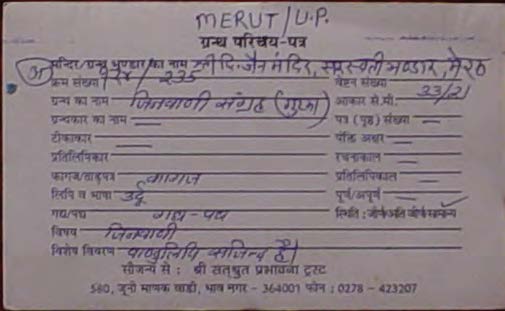 MERUT/U.P.
ग्रन्थ परिचय-पत्र
(अ) मन्दिर/ग्रन्थ भण्डार का नाम श्री दि. जैन मंदिर, सरस्वती भण्डार, मेरठ
क्रम संख्या 235 वेष्टन संख्या 33/21
ग्रन्थ का नाम जिनवाणी संग्रह (गुटका) आकार से.मी.
ग्रन्थकार का नाम — पत्र (पृष्ठ) संख्या —
टीकाकार — पंक्ति अक्षर —
प्रतिलिपिकार रचनाकाल —
कागज/ताड़पत्र कागज प्रतिलिपिकाल —
लिपि व भाषा उर्दू पूर्ण/अपूर्ण —
गद्य/पद्य गद्य-पद्य स्थिति : जीर्ण/अति जीर्ण/सामान्य
विषय जिनवाणी
विशेष विवरण पाण्डुलिपि सजिल्द है।
सौजन्य से : श्री सत्श्रुत प्रभावना ट्रस्ट
580, जूनी माणक वाडी, भाव नगर - 364001 फोन : 0278 - 423207